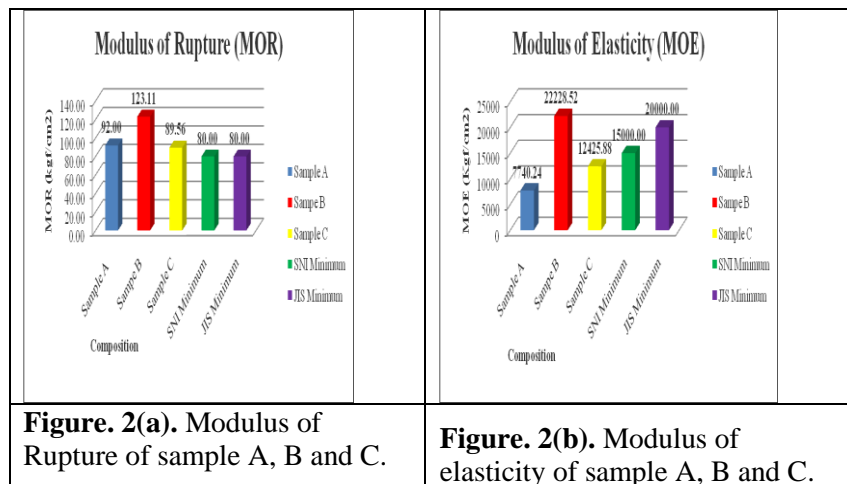 Modulus of Rupture (MOR)
MOR (kgf/cm2)
140.00
120.00
100.00
80.00
60.00
40.00
20.00
0.00
92.00
123.11
89.56
80.00
80.00
Sample A
Sampe B
Sample C
SNI Minimum
JIS Minimum
Composition
Sample A
Sampe B
Sample C
SNI Minimum
JIS Minimum
Figure. 2(a). Modulus of
Rupture of sample A, B and C.
Modulus of Elasticity (MOE)
MOE (Kgf/cm2)
25000
20000
15000
10000
5000
0
7740.24
22228.52
12425.88
15000.00
20000.00
Sample A
Sampe B
Sample C
SNI Minimum
JIS Minimum
Composition
Sample A
Sampe B
Sample C
SNI Minimum
JIS Minimum
Figure. 2(b). Modulus of
elasticity of sample A, B and C.